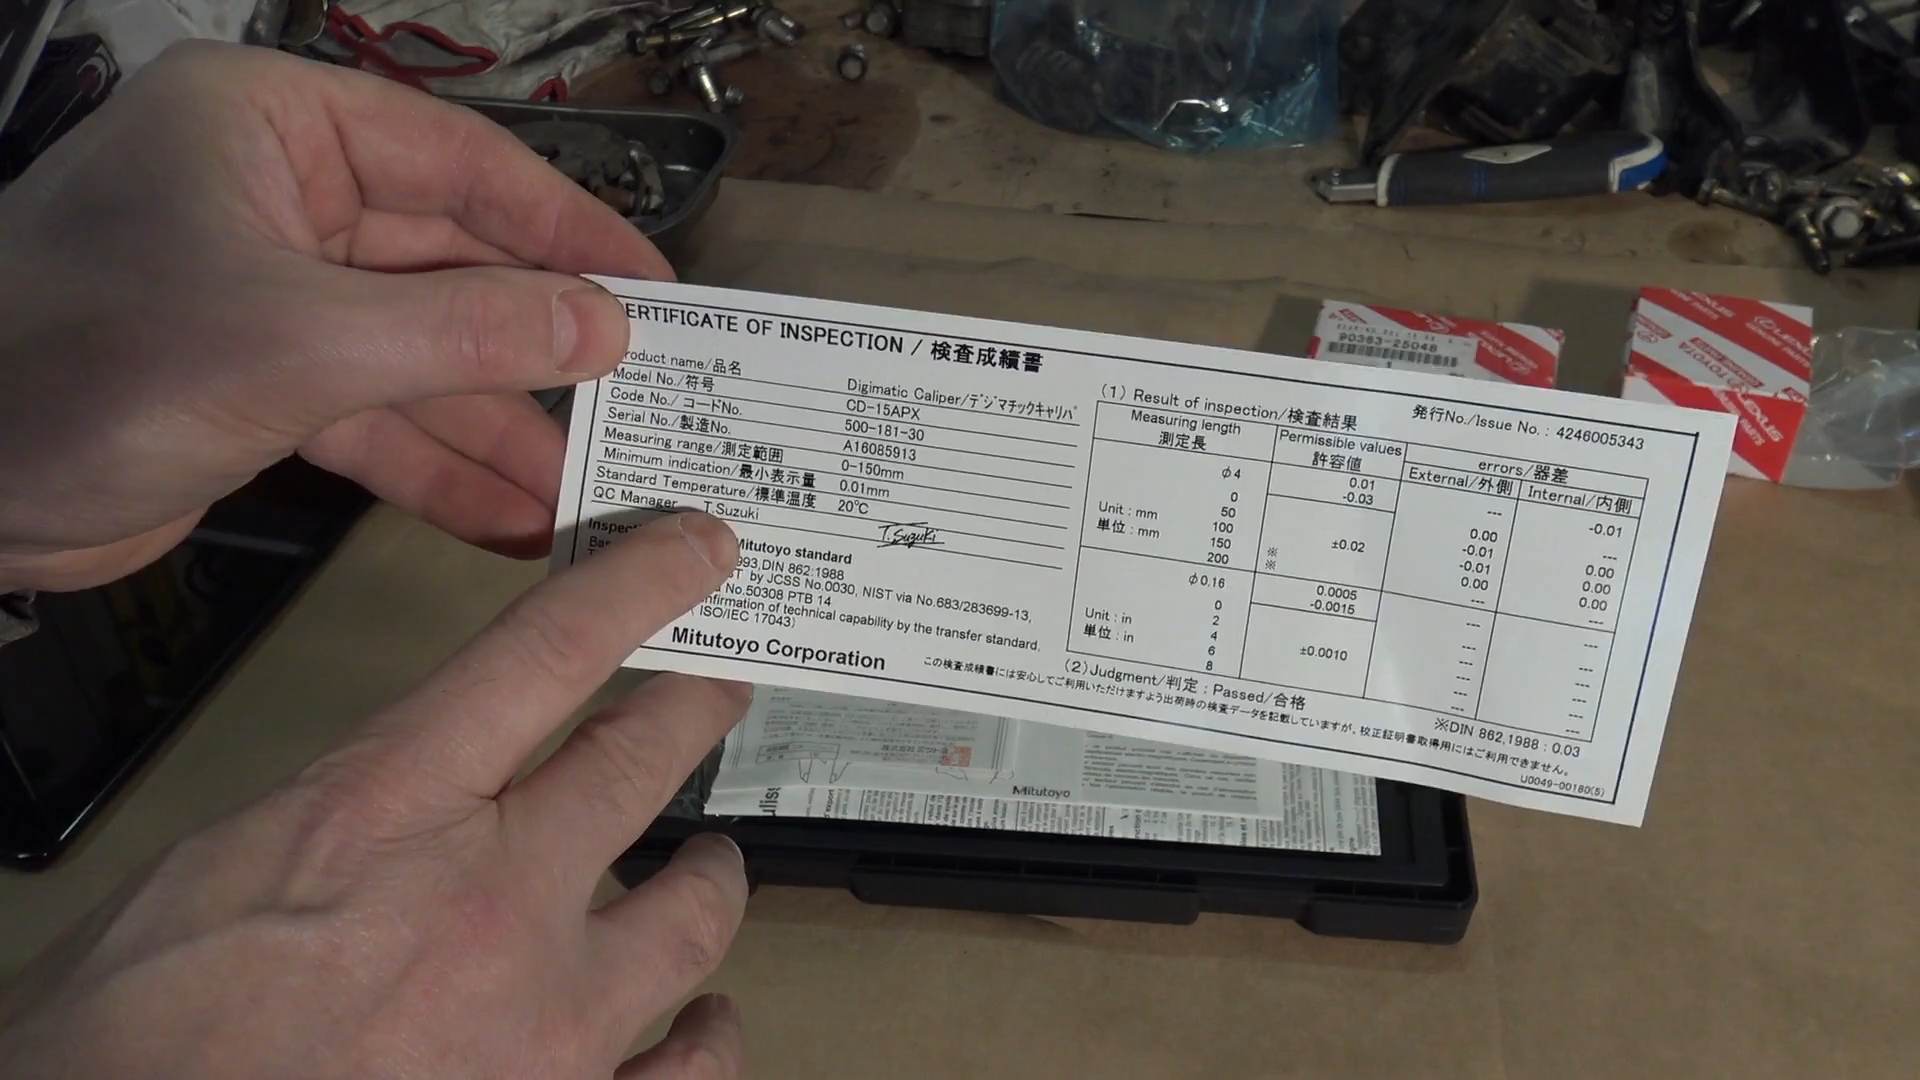 ERTIFICATE OF INSPECTION / 検査成績書
roduct name/品名 Digimatic Caliper/デジマチックキャリパ
Model No./符号 CD-15APX
Code No./コードNo. 500-181-30
Serial No./製造No. A16085913
Measuring range/測定範囲 0-150mm
Minimum indication/最小表示量 0.01mm
Standard Temperature/標準温度 20℃
QC Manager T.Suzuki T.Suzuki
Inspecti Mitutoyo standard
993,DIN 862:1988
by JCSS No.0030, NIST via No.683/283699-13,
No.50308 PTB 14
nfirmation of technical capability by the transfer standard.
ISO/IEC 17043)
Mitutoyo Corporation
発行No./Issue No. : 4246005343
(1) Result of inspection/検査結果
Measuring length Permissible values errors/器差
測定長 許容値 External/外側 Internal/内側
φ4 0.01 --- -0.01
-0.03
Unit : mm 0 0.00 ---
単位 : mm 50 ±0.02 -0.01 0.00
100 -0.01 0.00
150 ※ 0.00 0.00
200 ※ --- ---
φ0.16 0.0005 --- ---
-0.0015
Unit : in 0 --- ---
単位 : in 2 ±0.0010 --- ---
4 --- ---
6 --- ---
8 --- ---
(2)Judgment/判定 : Passed/合格
※DIN 862,1988 : 0.03
この検査成績書には安心してご利用いただけますよう出荷時の検査データを記載していますが、校正証明書取得用にはご利用できません。
U0049-00180(5)
90363-25048
TOYOTA
Mitutoyo